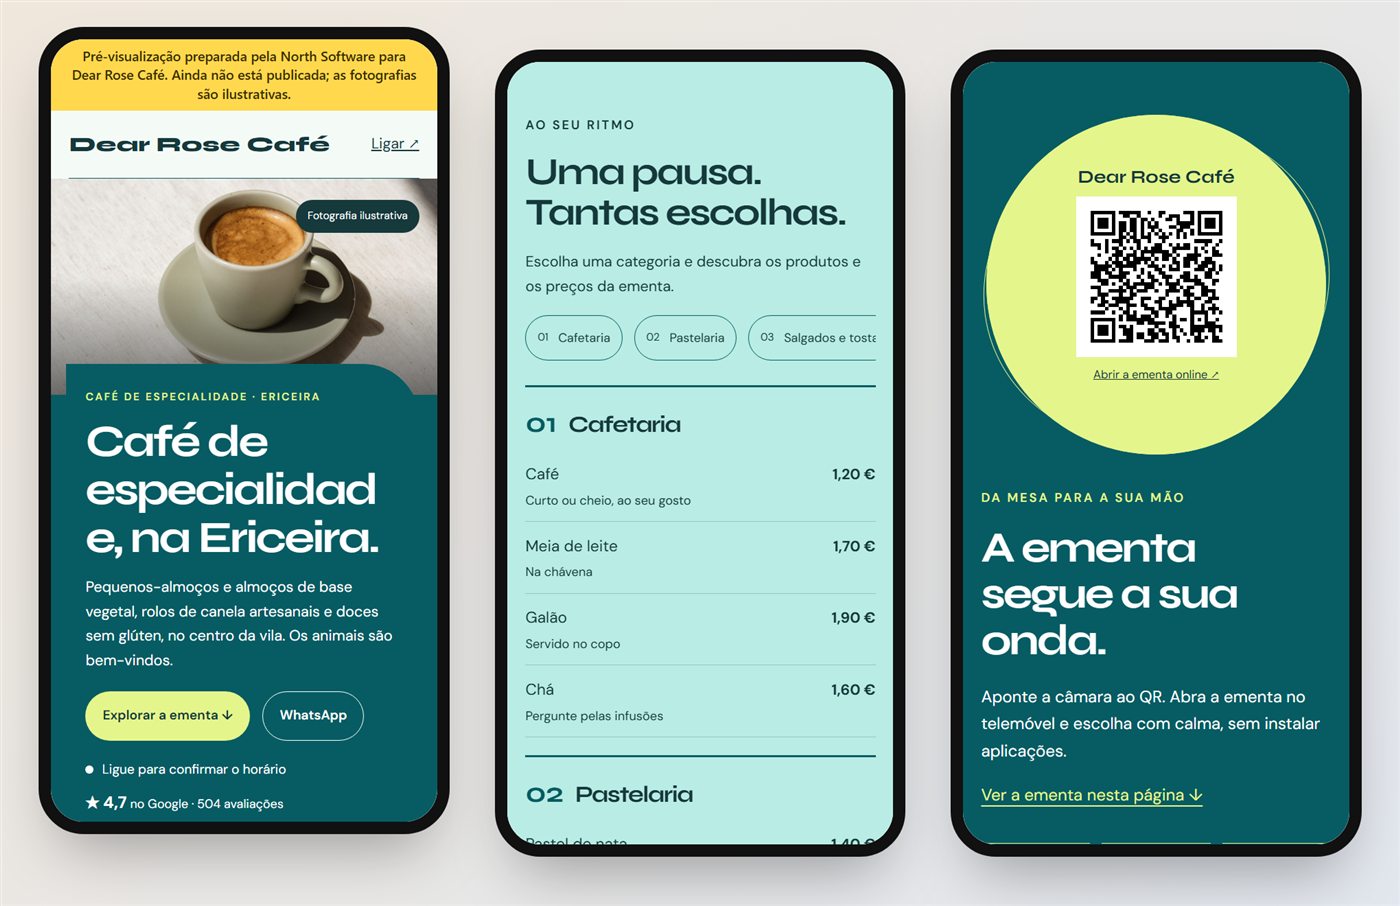 Pré-visualização preparada pela North Software para
Dear Rose Café. Ainda não está publicada; as fotografias
são ilustrativas.
Dear Rose Café
Ligar ↗
Fotografia ilustrativa
CAFÉ DE ESPECIALIDADE · ERICEIRA
Café de
especialidad
e, na Ericeira.
Pequenos-almoços e almoços de base
vegetal, rolos de canela artesanais e doces
sem glúten, no centro da vila. Os animais são
bem-vindos.
Explorar a ementa ↓
WhatsApp
Ligue para confirmar o horário
★ 4,7 no Google · 504 avaliações
AO SEU RITMO
Uma pausa.
Tantas escolhas.
Escolha uma categoria e descubra os produtos e
os preços da ementa.
01 Cafetaria
02 Pastelaria
03 Salgados e tosta
01 Cafetaria
Café 1,20 €
Curto ou cheio, ao seu gosto
Meia de leite 1,70 €
Na chávena
Galão 1,90 €
Servido no copo
Chá 1,60 €
Pergunte pelas infusões
02 Pastelaria
Pastel de nata 1,40 €
Dear Rose Café
Abrir a ementa online ↗
DA MESA PARA A SUA MÃO
A ementa
segue a sua
onda.
Aponte a câmara ao QR. Abra a ementa no
telemóvel e escolha com calma, sem instalar
aplicações.
Ver a ementa nesta página ↓